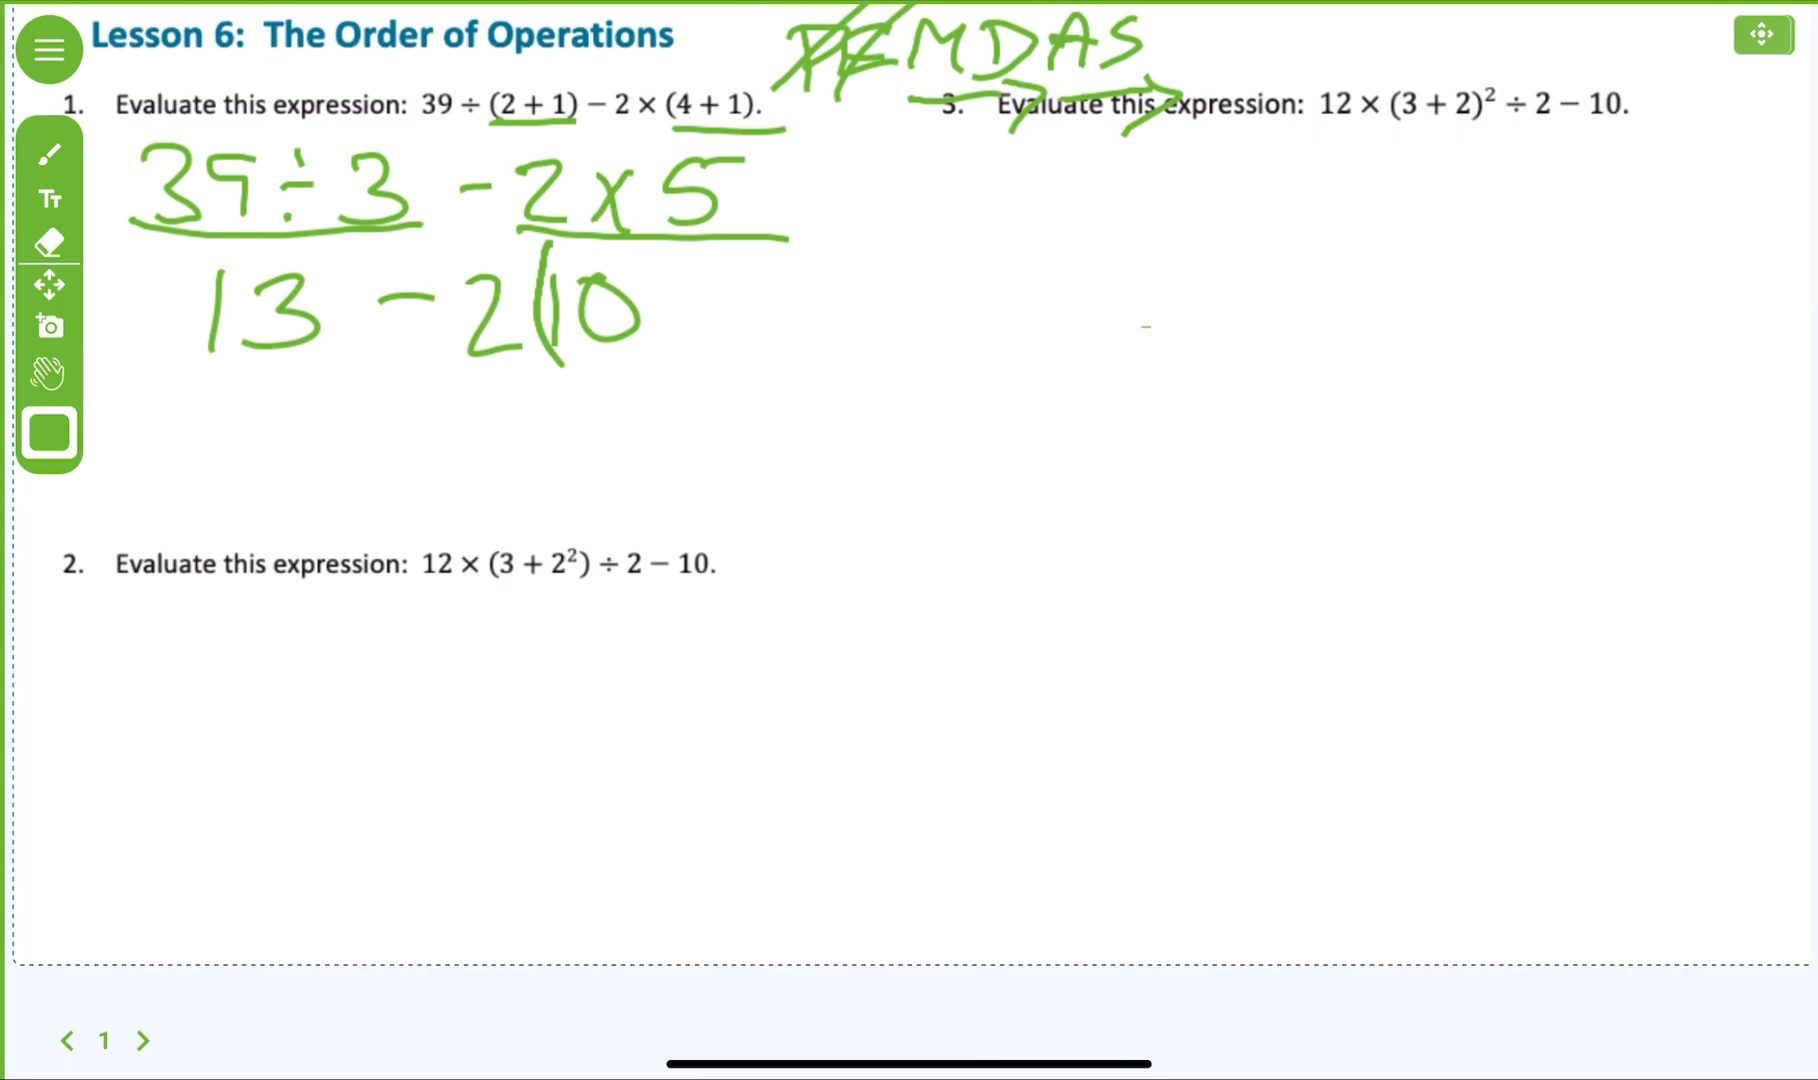 Lesson 6: The Order of Operations
PEMDAS
1. Evaluate this expression: 39 ÷ (2 + 1) − 2 × (4 + 1).
39 ÷ 3 - 2 x 5
13 - 2(10
2. Evaluate this expression: 12 × (3 + 2²) ÷ 2 − 10.
3. Evaluate this expression: 12 × (3 + 2)² ÷ 2 − 10.
TT
1